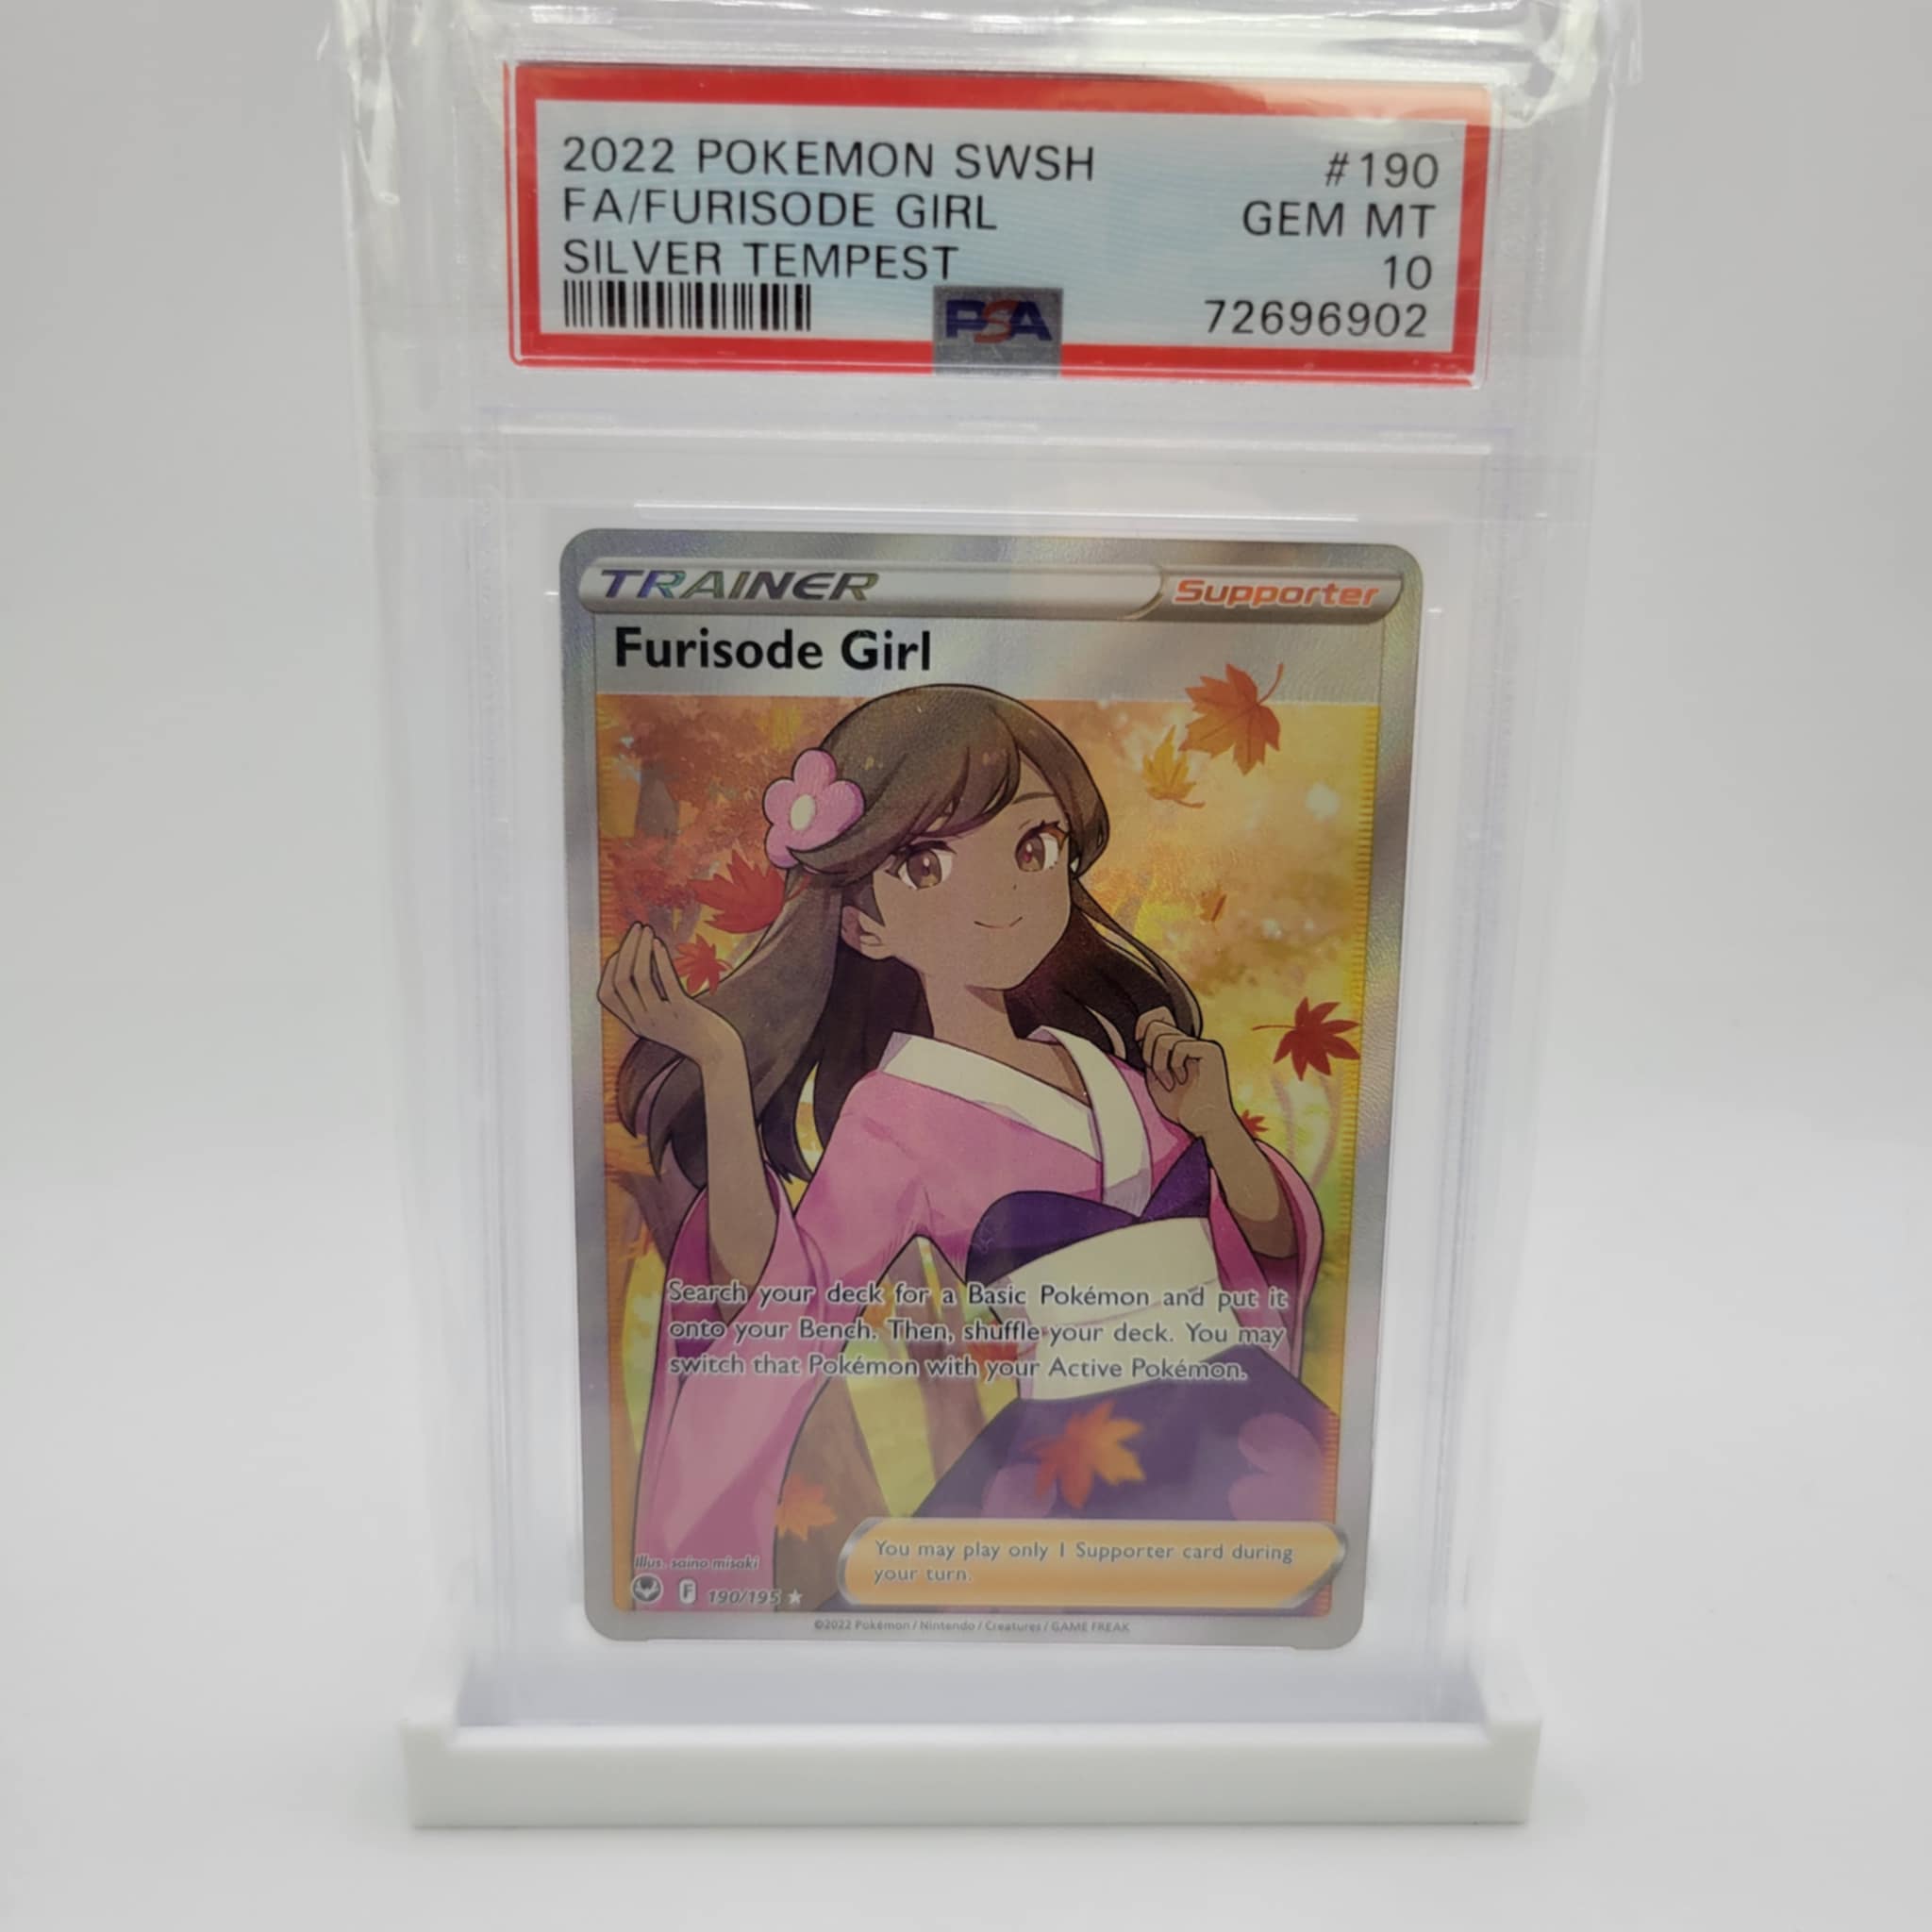 2022 POKEMON SWSH #190
FA/FURISODE GIRL GEM MT
SILVER TEMPEST 10
PSA 72696902
TRAINER Supporter
Furisode Girl
Search your deck for a Basic Pokémon and put it
onto your Bench. Then, shuffle your deck. You may
switch that Pokémon with your Active Pokémon.
You may play only 1 Supporter card during
your turn.
Illus. saino misaki
F 190/195
©2022 Pokémon / Nintendo / Creatures / GAME FREAK